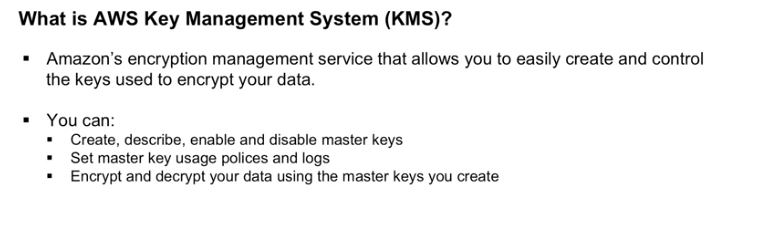 What is AWS Key Management System (KMS)?
▪ Amazon's encryption management service that allows you to easily create and control
the keys used to encrypt your data.
▪ You can:
▪ Create, describe, enable and disable master keys
▪ Set master key usage polices and logs
▪ Encrypt and decrypt your data using the master keys you create